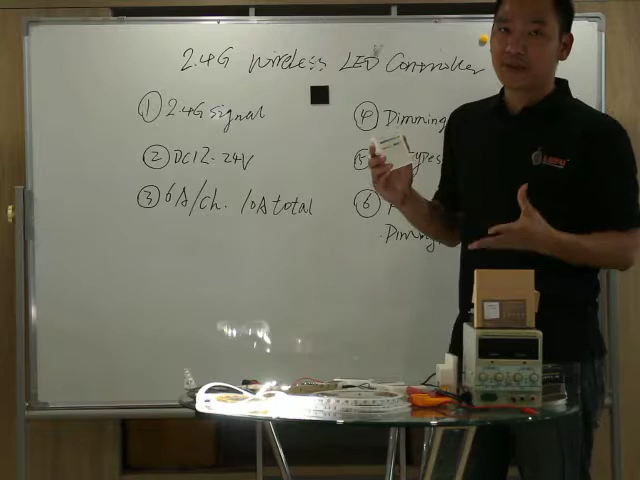 2.4G Wireless LED Controller
① 2.4G signal
② DC12-24V
③ 6A/ch. 10A total
④ Dimming
⑤ types
⑥
Dimming